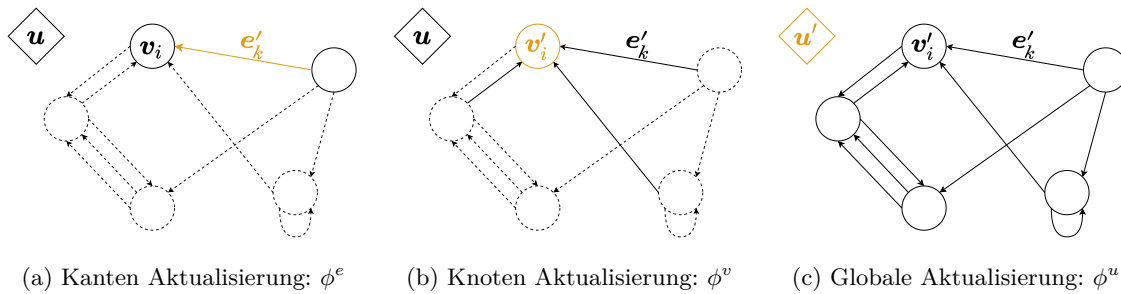 u v_i e'_k u v'_i e'_k u' v'_i e'_k
(a) Kanten Aktualisierung: ϕ^e (b) Knoten Aktualisierung: ϕ^v (c) Globale Aktualisierung: ϕ^u